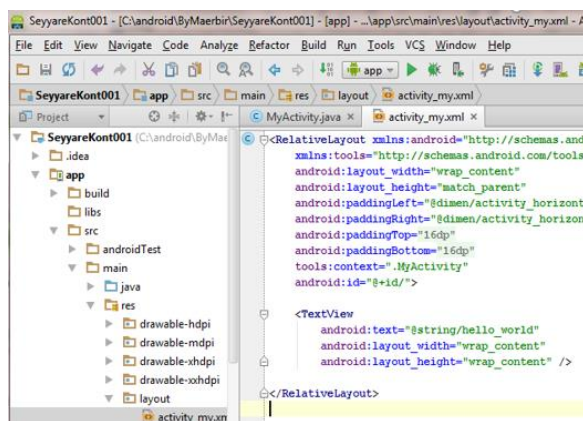 SeyyareKont001 - [C:\android\ByMaerbir\SeyyareKont001] - [app] - ...\app\src\main\res\layout\activity_my.xml - A
File Edit View Navigate Code Analyze Refactor Build Run Tools VCS Window Help
app
SeyyareKont001 app src main res layout activity_my.xml
Project MyActivity.java activity_my.xml
SeyyareKont001 (C:\android\ByMae
.idea
app
build
libs
src
androidTest
main
java
res
drawable-hdpi
drawable-mdpi
drawable-xhdpi
drawable-xxhdpi
layout
activity_my.xm
<RelativeLayout xmlns:android="http://schemas.and
xmlns:tools="http://schemas.android.com/tools
android:layout_width="wrap_content"
android:layout_height="match_parent"
android:paddingLeft="@dimen/activity_horizont
android:paddingRight="@dimen/activity_horizon
android:paddingTop="16dp"
android:paddingBottom="16dp"
tools:context=".MyActivity"
android:id="@+id/">
<TextView
android:text="@string/hello_world"
android:layout_width="wrap_content"
android:layout_height="wrap_content" />
</RelativeLayout>